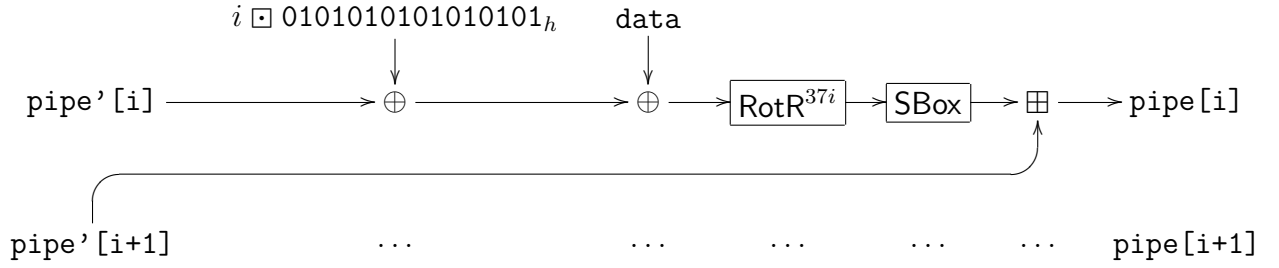 i ⊡ 0101010101010101_h data
pipe'[i] ⊕ ⊕ RotR^{37i} SBox ⊞ pipe[i]
pipe'[i+1] ... ... ... ... ... pipe[i+1]